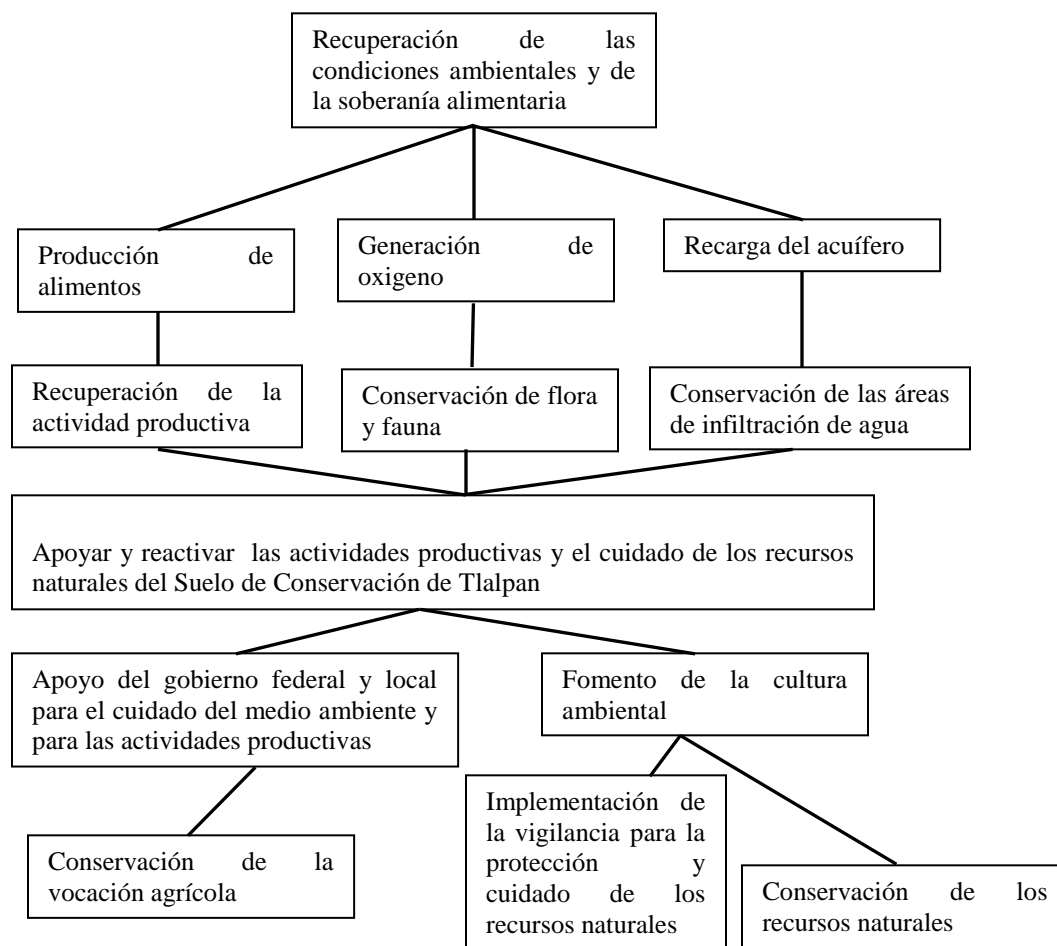 Recuperación de las
condiciones ambientales y de
la soberanía alimentaria
Producción de
alimentos
Generación de
oxigeno
Recarga del acuífero
Recuperación de la
actividad productiva
Conservación de flora
y fauna
Conservación de las áreas
de infiltración de agua
Apoyar y reactivar las actividades productivas y el cuidado de los recursos
naturales del Suelo de Conservación de Tlalpan
Apoyo del gobierno federal y local
para el cuidado del medio ambiente y
para las actividades productivas
Fomento de la cultura
ambiental
Conservación de la
vocación agrícola
Implementación de
la vigilancia para la
protección y
cuidado de los
recursos naturales
Conservación de los
recursos naturales